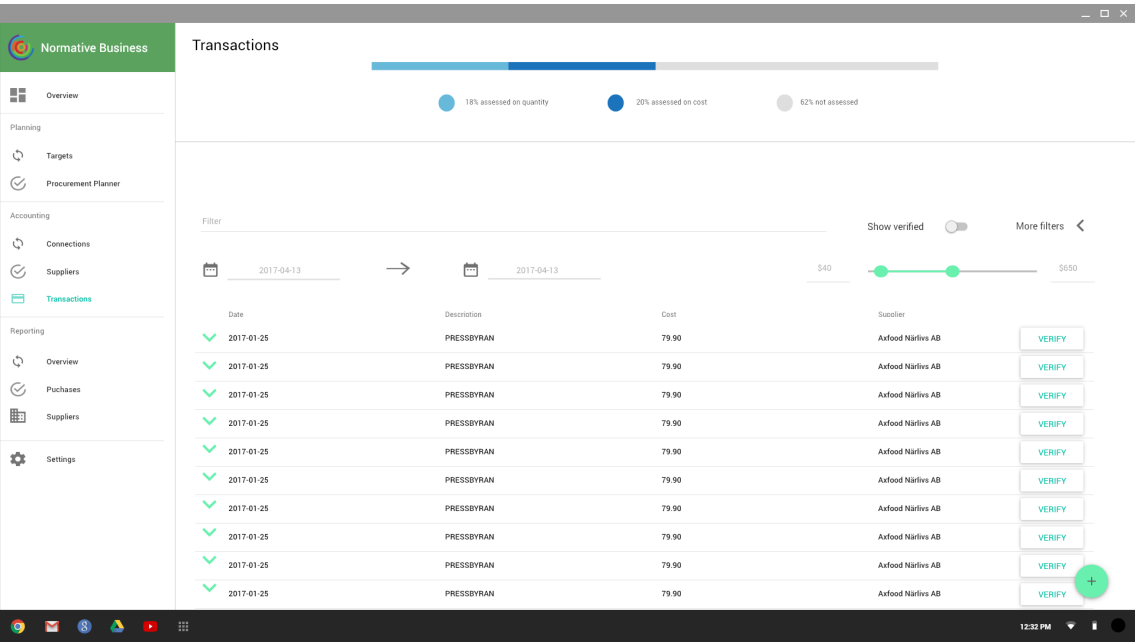 Normative Business
Transactions
18% assessed on quantity 20% assessed on cost 62% not assessed
Overview
Planning
Targets
Procurement Planner
Accounting
Connections
Suppliers
Transactions
Reporting
Overview
Puchases
Suppliers
Settings
Filter Show verified More filters
2017-04-13 2017-04-13 $40 $650
Date Description Cost Supplier
2017-01-25 PRESSBYRAN 79.90 Axfood Närlivs AB VERIFY
2017-01-25 PRESSBYRAN 79.90 Axfood Närlivs AB VERIFY
2017-01-25 PRESSBYRAN 79.90 Axfood Närlivs AB VERIFY
2017-01-25 PRESSBYRAN 79.90 Axfood Närlivs AB VERIFY
2017-01-25 PRESSBYRAN 79.90 Axfood Närlivs AB VERIFY
2017-01-25 PRESSBYRAN 79.90 Axfood Närlivs AB VERIFY
2017-01-25 PRESSBYRAN 79.90 Axfood Närlivs AB VERIFY
2017-01-25 PRESSBYRAN 79.90 Axfood Närlivs AB VERIFY
2017-01-25 PRESSBYRAN 79.90 Axfood Närlivs AB VERIFY
2017-01-25 PRESSBYRAN 79.90 Axfood Närlivs AB VERIFY
12:32 PM